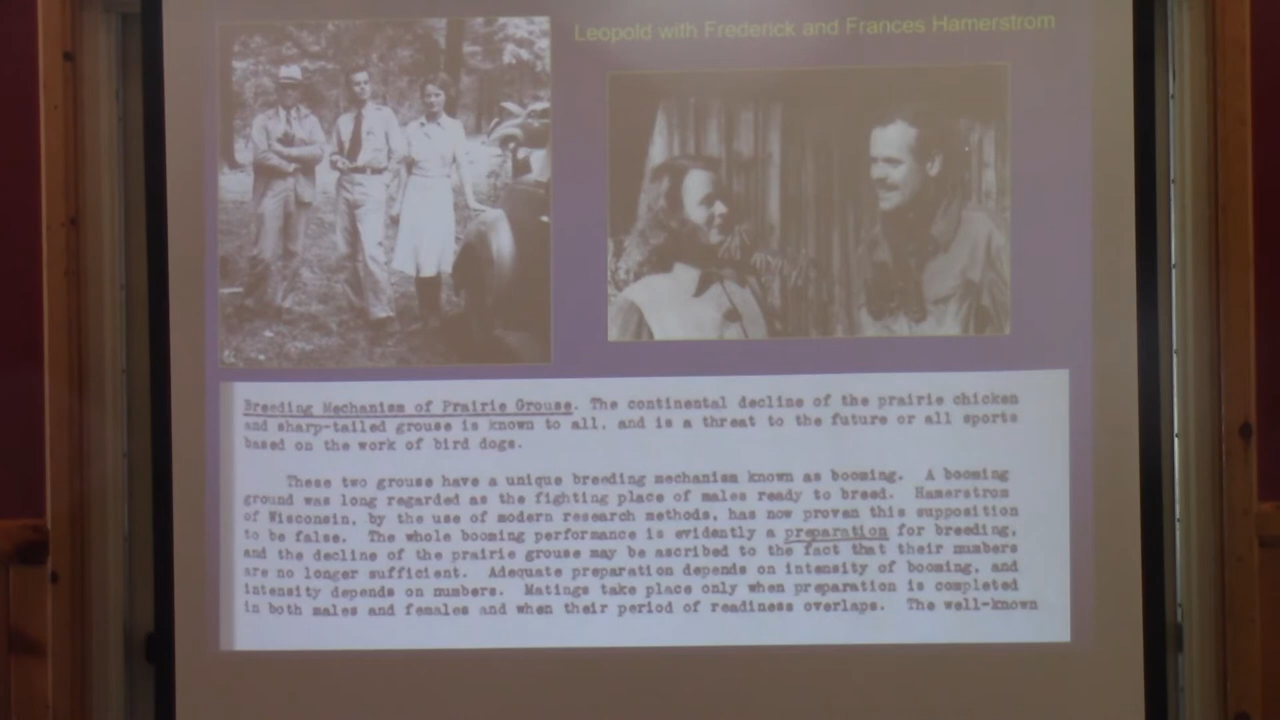 Leopold with Frederick and Frances Hamerstrom
Breeding Mechanism of Prairie Grouse. The continental decline of the prairie chicken
and sharp-tailed grouse is known to all, and is a threat to the future or all sports
based on the work of bird dogs.
These two grouse have a unique breeding mechanism known as booming. A booming
ground was long regarded as the fighting place of males ready to breed. Hamerstrom
of Wisconsin, by the use of modern research methods, has now proven this supposition
to be false. The whole booming performance is evidently a preparation for breeding,
and the decline of the prairie grouse may be ascribed to the fact that their numbers
are no longer sufficient. Adequate preparation depends on intensity of booming, and
intensity depends on numbers. Matings take place only when preparation is completed
in both males and females and when their period of readiness overlaps. The well-known